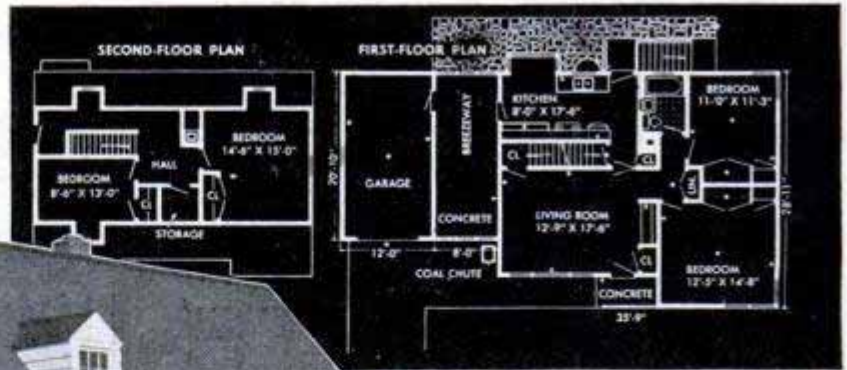 SECOND-FLOOR PLAN
BEDROOM
14'-6" X 15'-0"
HALL
BEDROOM
8'-6" X 13'-0"
CL
CL
STORAGE
FIRST-FLOOR PLAN
KITCHEN
8'-0" X 17'-6"
BEDROOM
11'-0" X 11'-3"
BREEZEWAY
CL
CL
20'-10"
GARAGE
LIN.
28'-11"
LIVING ROOM
12'-9" X 17'-6"
CONCRETE
12'-0"
8'-0"
CL
BEDROOM
12'-5" X 14'-8"
COAL CHUTE
CONCRETE
35'-9"